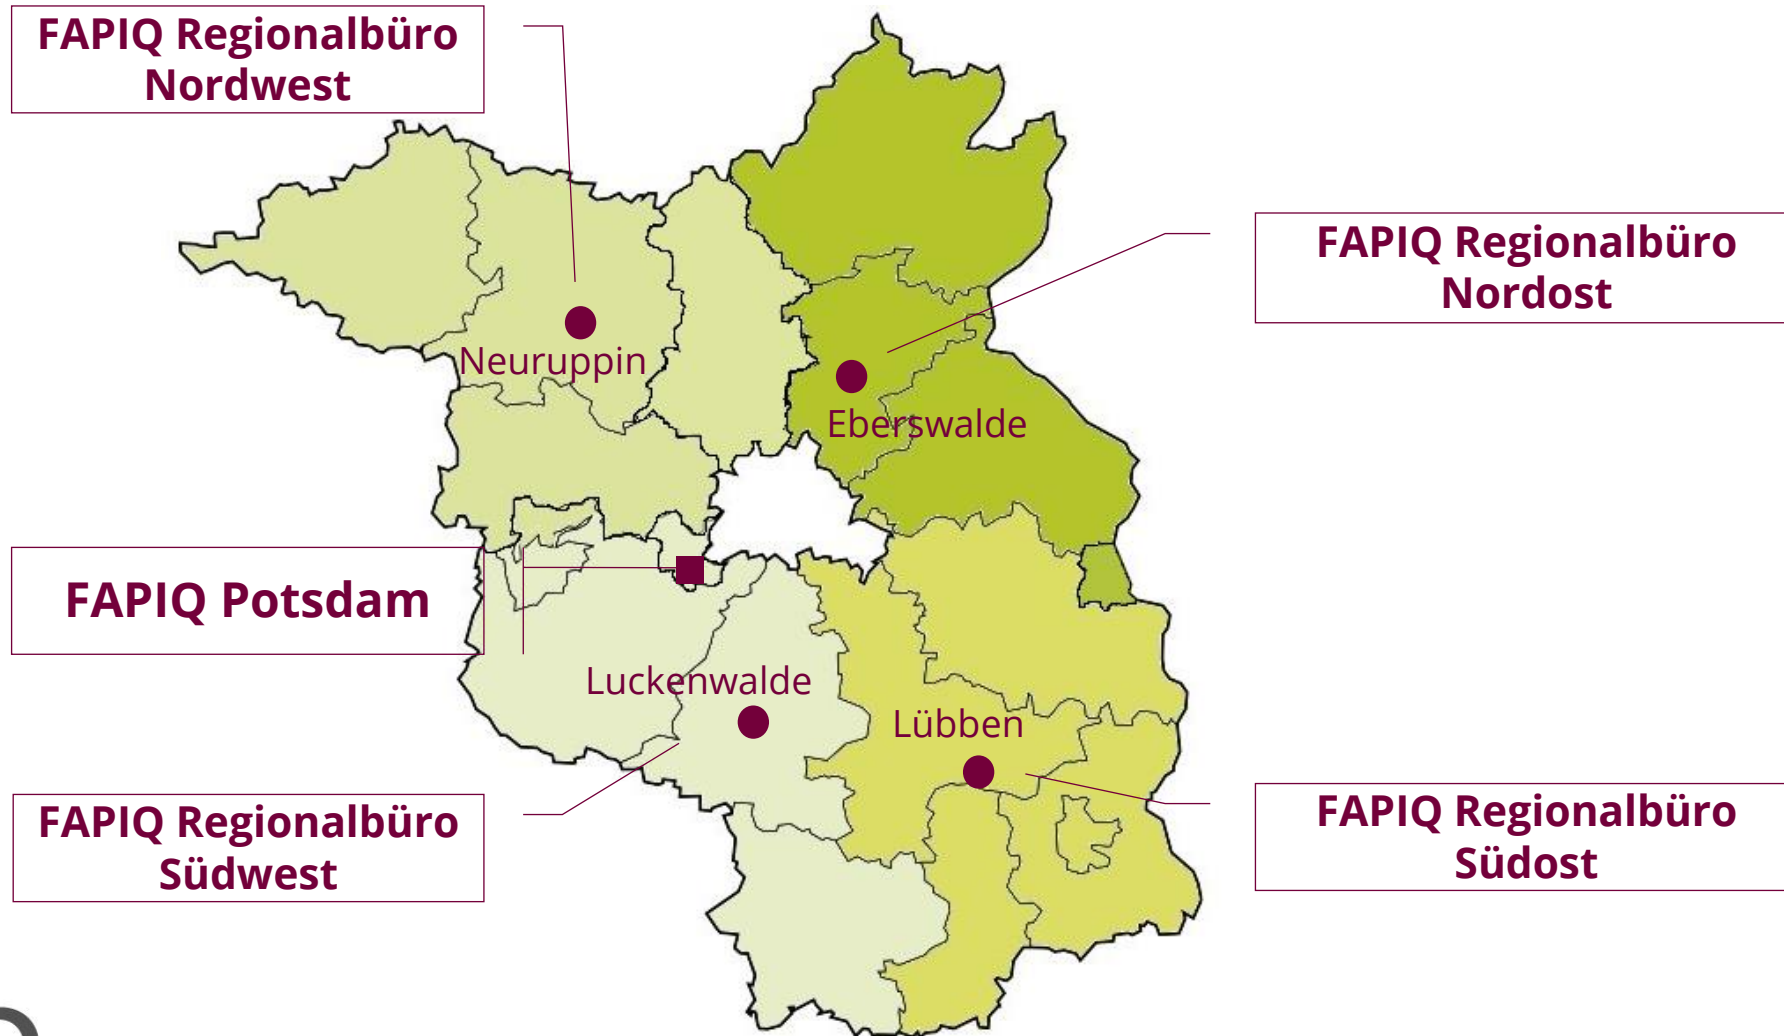 FAPIQ Regionalbüro
Nordwest
FAPIQ Regionalbüro
Nordost
Neuruppin
Eberswalde
FAPIQ Potsdam
Luckenwalde
Lübben
FAPIQ Regionalbüro
Südwest
FAPIQ Regionalbüro
Südost